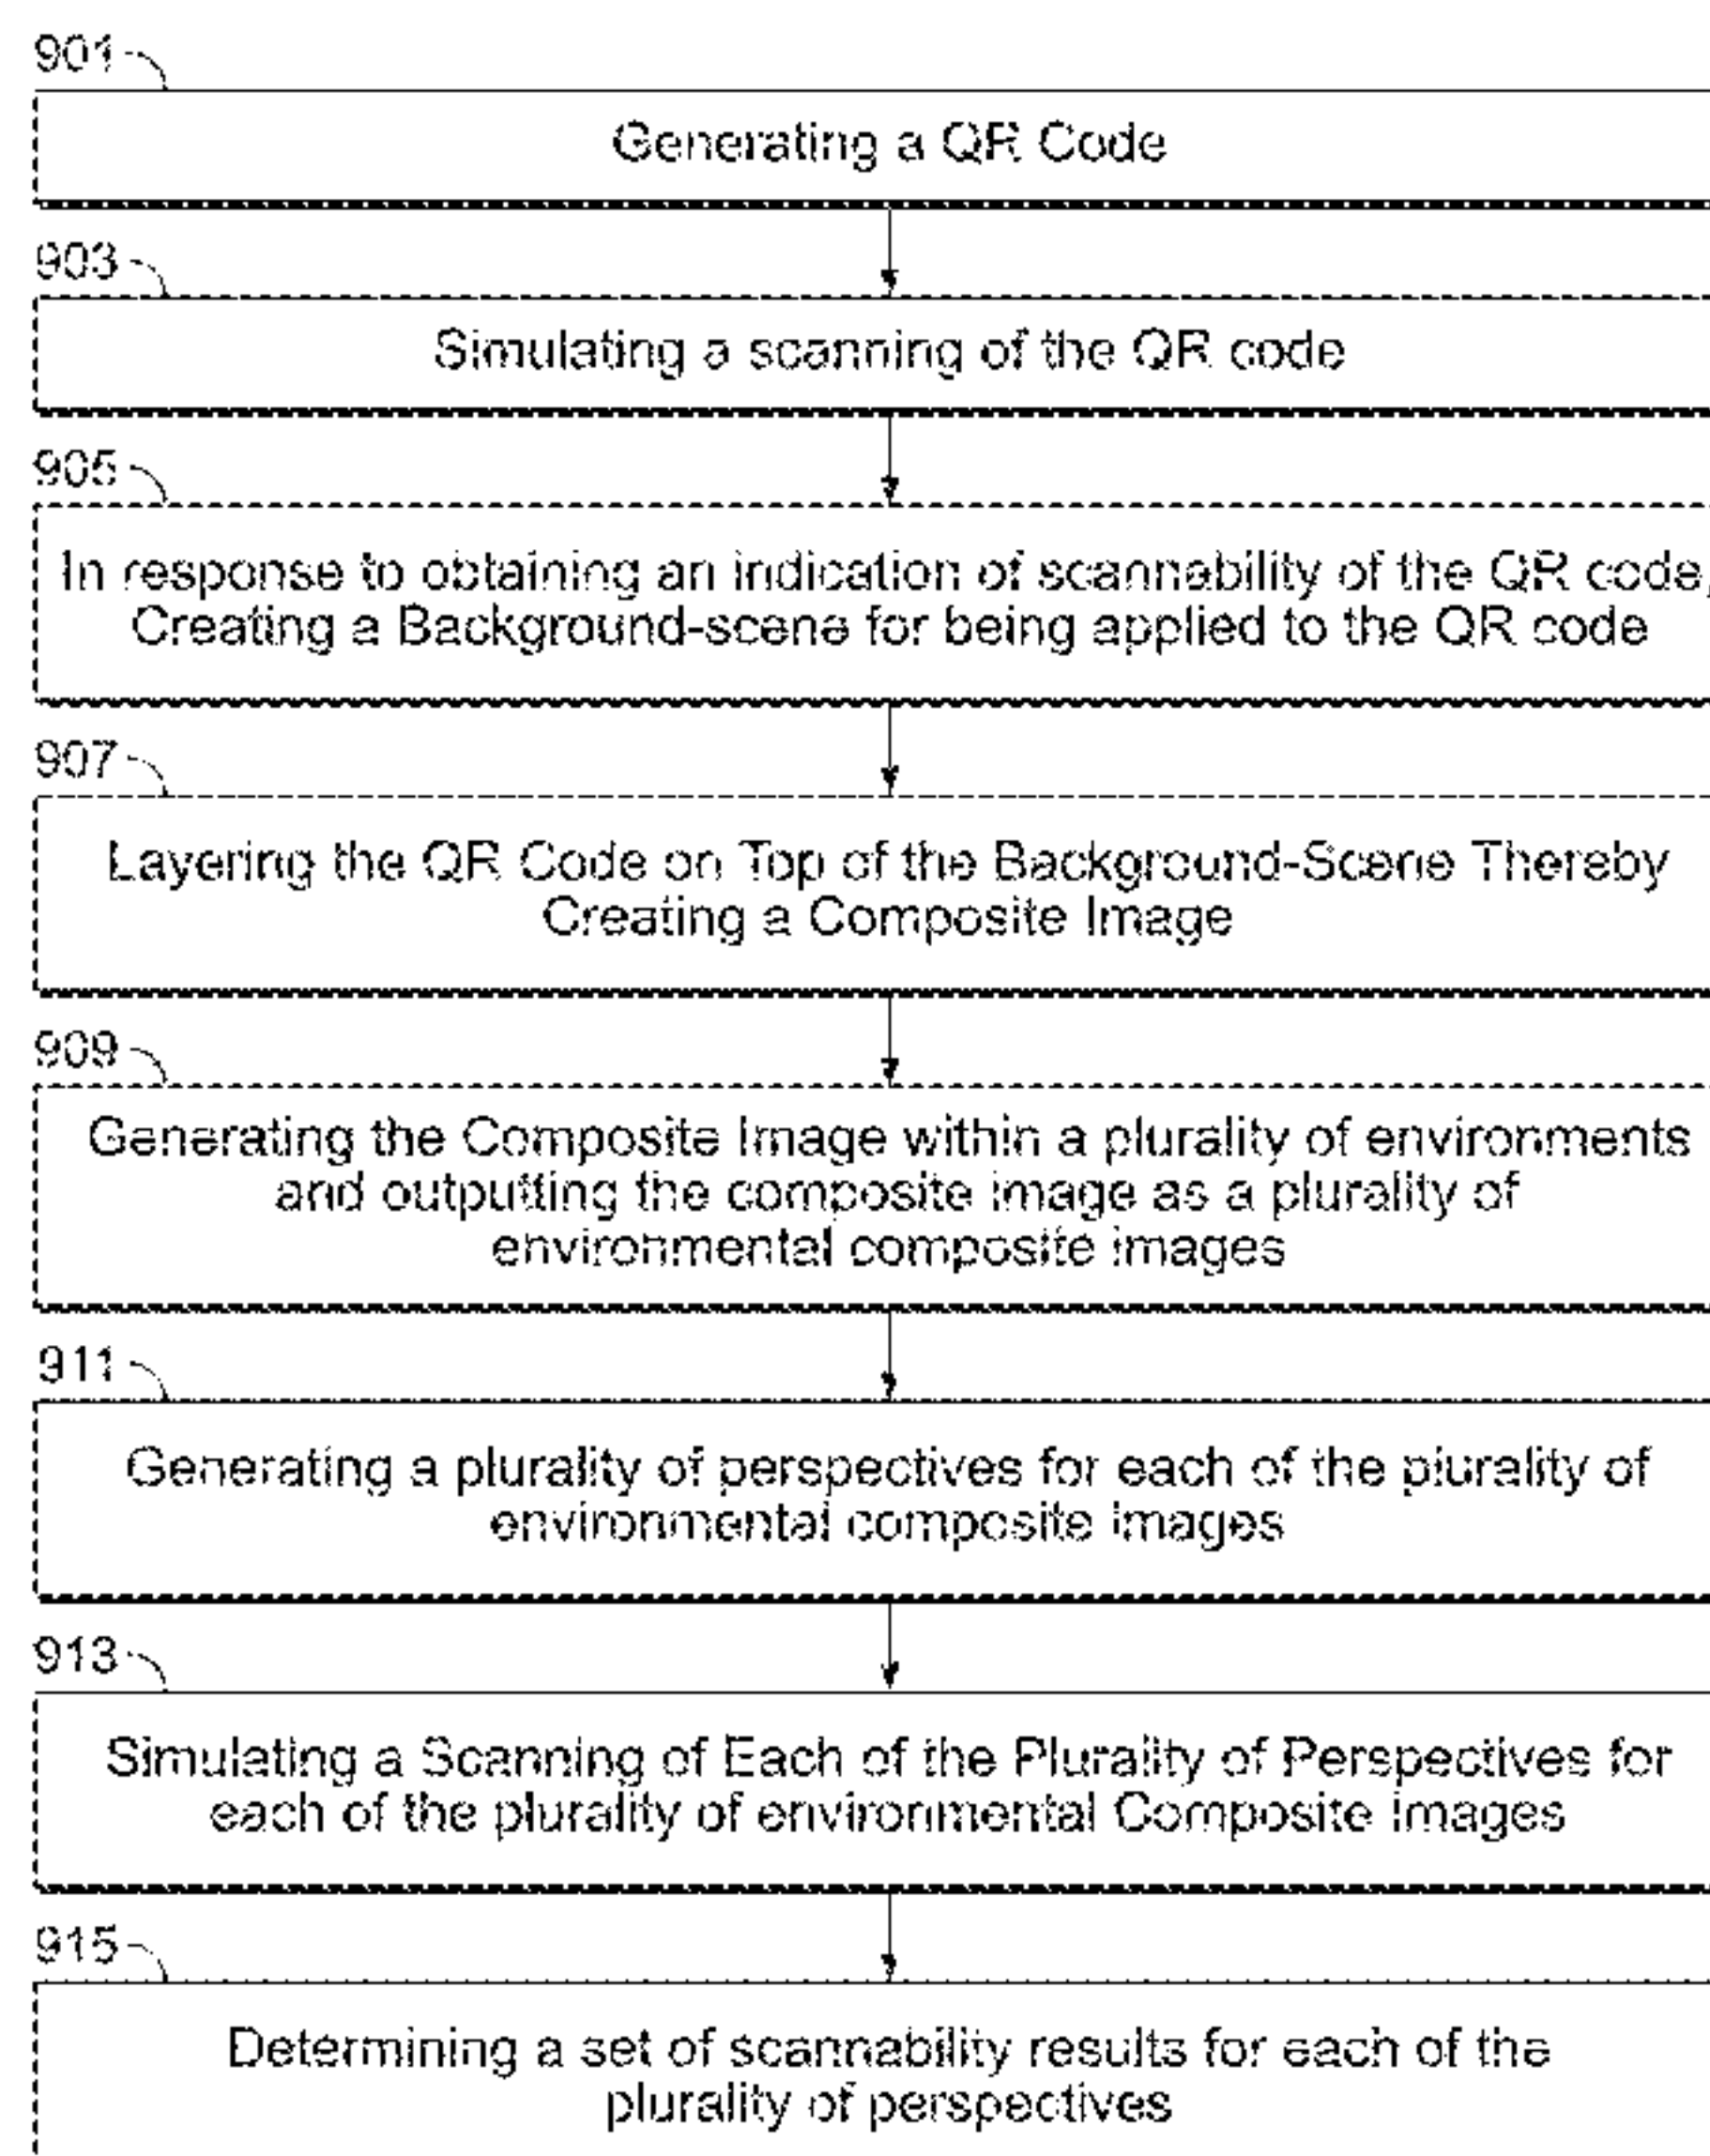 901
Generating a QR Code
903
Simulating a scanning of the QR code
905
In response to obtaining an indication of scannability of the QR code,
Creating a Background-scene for being applied to the QR code
907
Layering the QR Code on Top of the Background-Scene Thereby
Creating a Composite Image
909
Generating the Composite Image within a plurality of environments
and outputting the composite image as a plurality of
environmental composite images
911
Generating a plurality of perspectives for each of the plurality of
environmental composite images
913
Simulating a Scanning of Each of the Plurality of Perspectives for
each of the plurality of environmental Composite Images
915
Determining a set of scannability results for each of the
plurality of perspectives